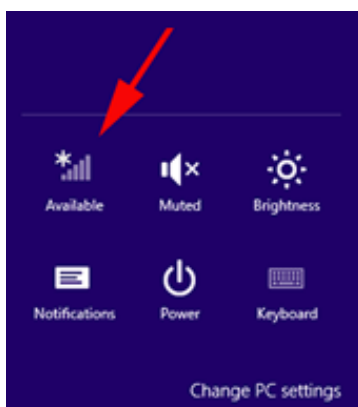 Available Muted Brightness
Notifications Power Keyboard
Change PC settings